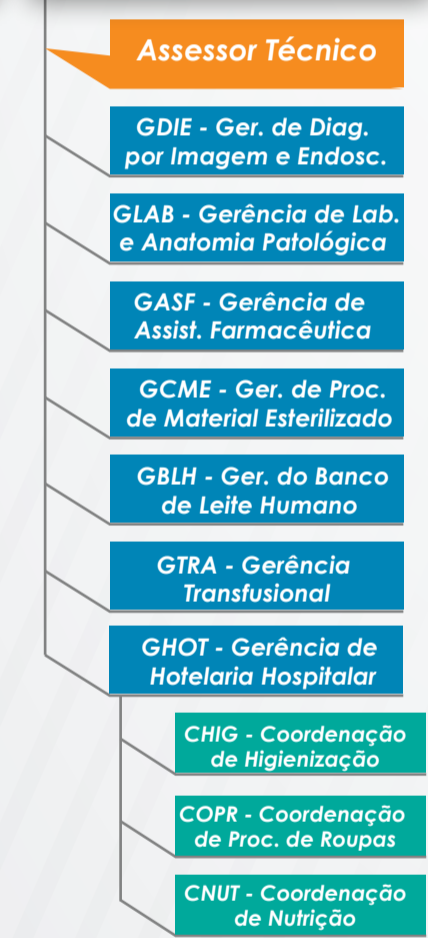 Assessor Técnico
GDIE - Ger. de Diag.
por Imagem e Endosc.
GLAB - Gerência de Lab.
e Anatomia Patológica
GASF - Gerência de
Assist. Farmacêutica
GCME - Ger. de Proc.
de Material Esterilizado
GBLH - Ger. do Banco
de Leite Humano
GTRA - Gerência
Transfusional
GHOT - Gerência de
Hotelaria Hospitalar
CHIG - Coordenação
de Higienização
COPR - Coordenação
de Proc. de Roupas
CNUT - Coordenação
de Nutrição